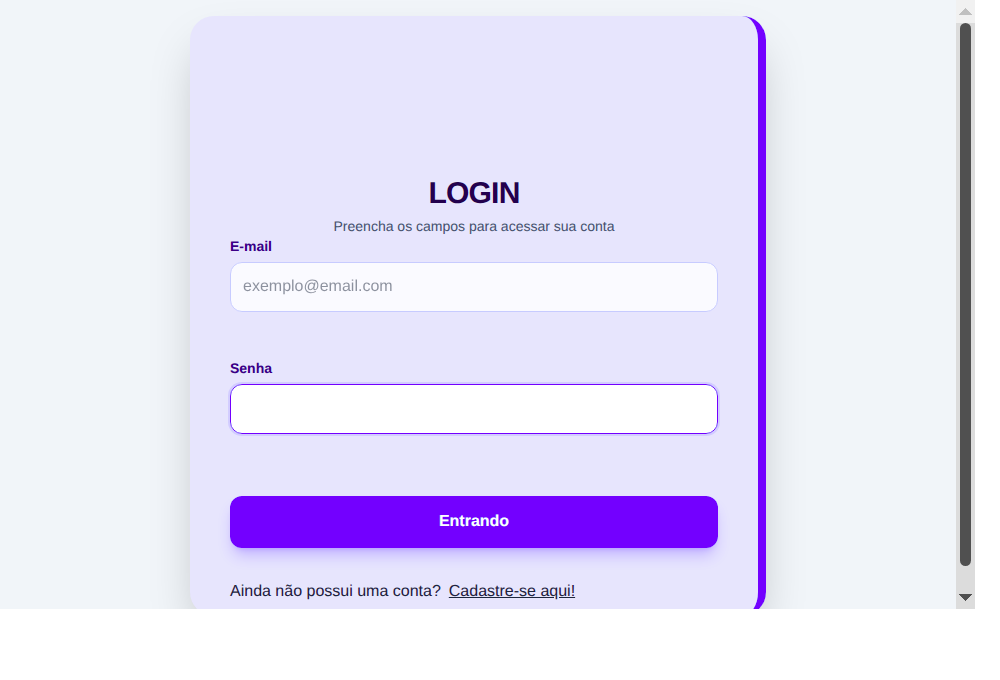 LOGIN
Preencha os campos para acessar sua conta
E-mail
exemplo@email.com
Senha
Entrando
Ainda não possui uma conta? Cadastre-se aqui!